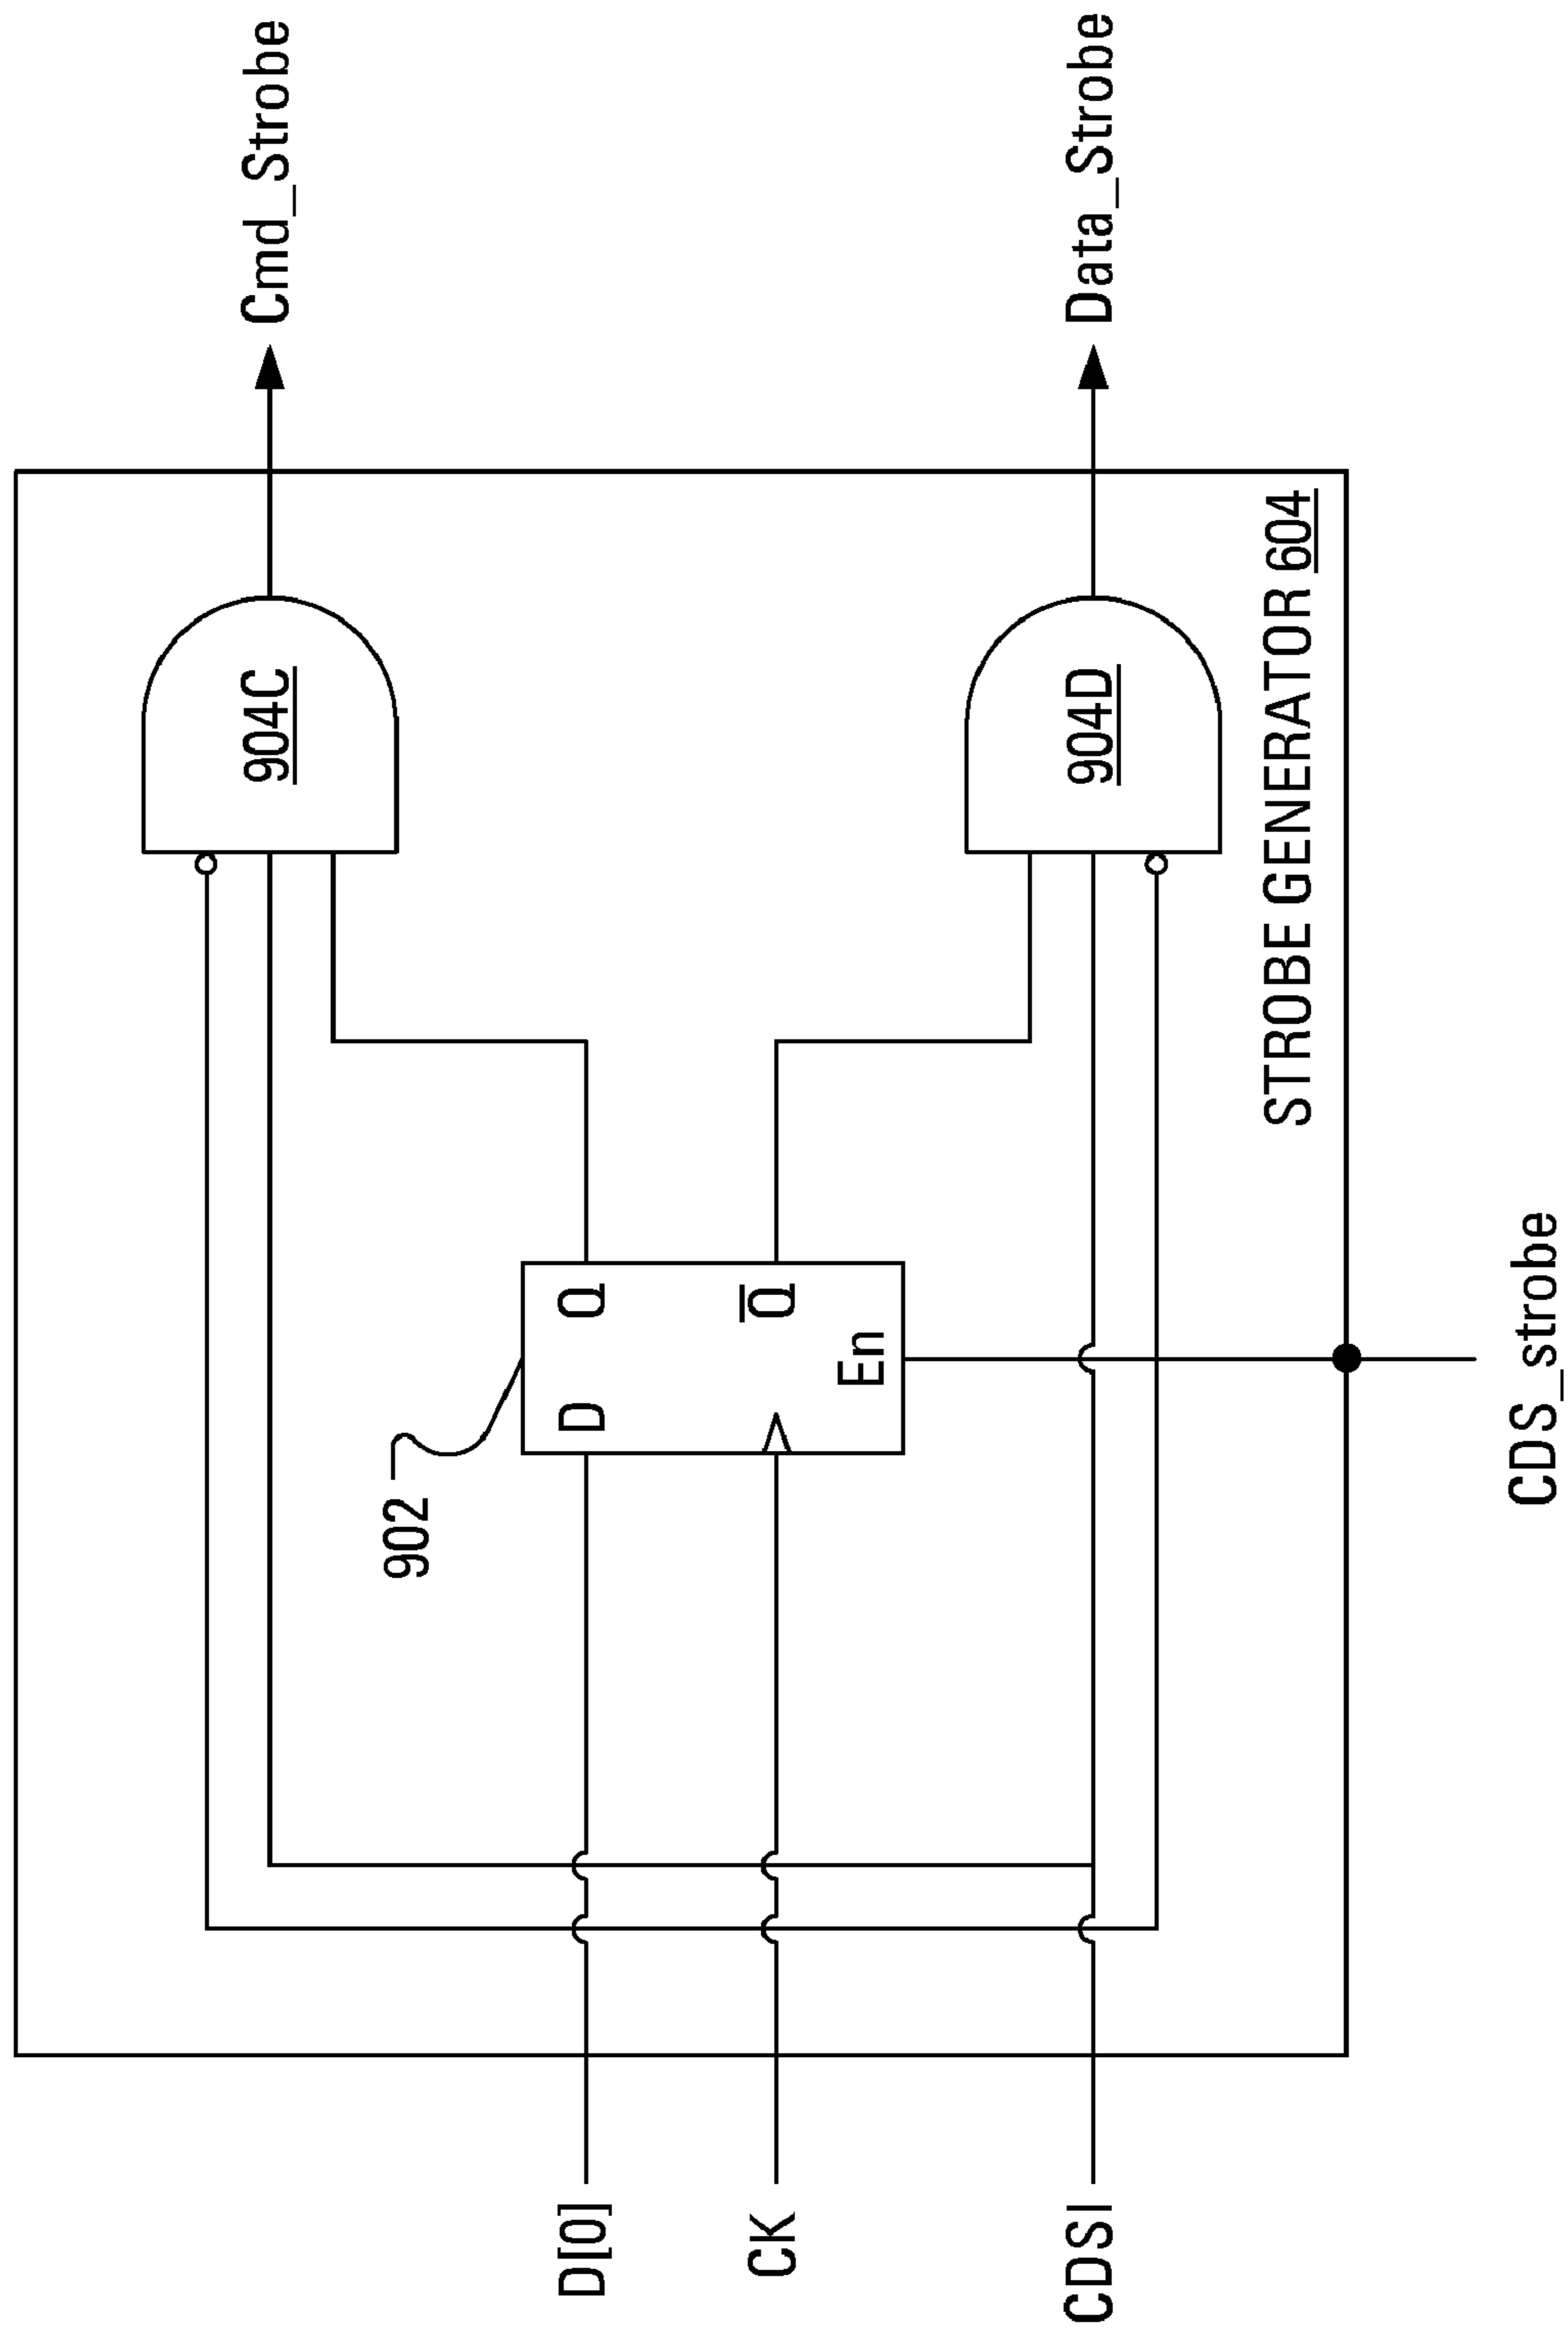 Cmd_Strobe
Data_Strobe
904C
904D
902
D
Q
Q
En
D[0]
CK
CDSI
CDS_strobe
STROBE GENERATOR 604